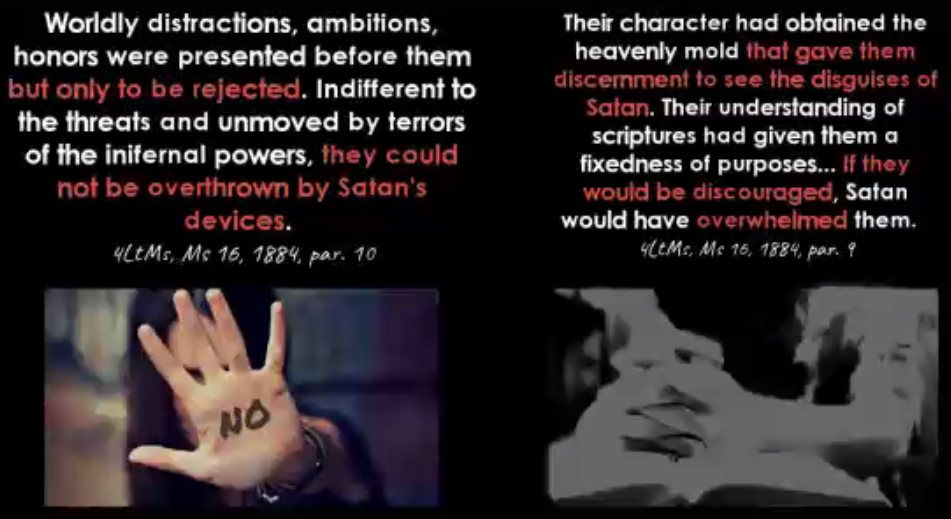 Worldly distractions, ambitions,
honors were presented before them
but only to be rejected. Indifferent to
the threats and unmoved by terrors
of the inifernal powers, they could
not be overthrown by Satan's
devices.
4LtMs, Ms 16, 1884, par. 10
NO
Their character had obtained the
heavenly mold that gave them
discernment to see the disguises of
Satan. Their understanding of
scriptures had given them a
fixedness of purposes... If they
would be discouraged, Satan
would have overwhelmed them.
4LtMs, Ms 16, 1884, par. 9